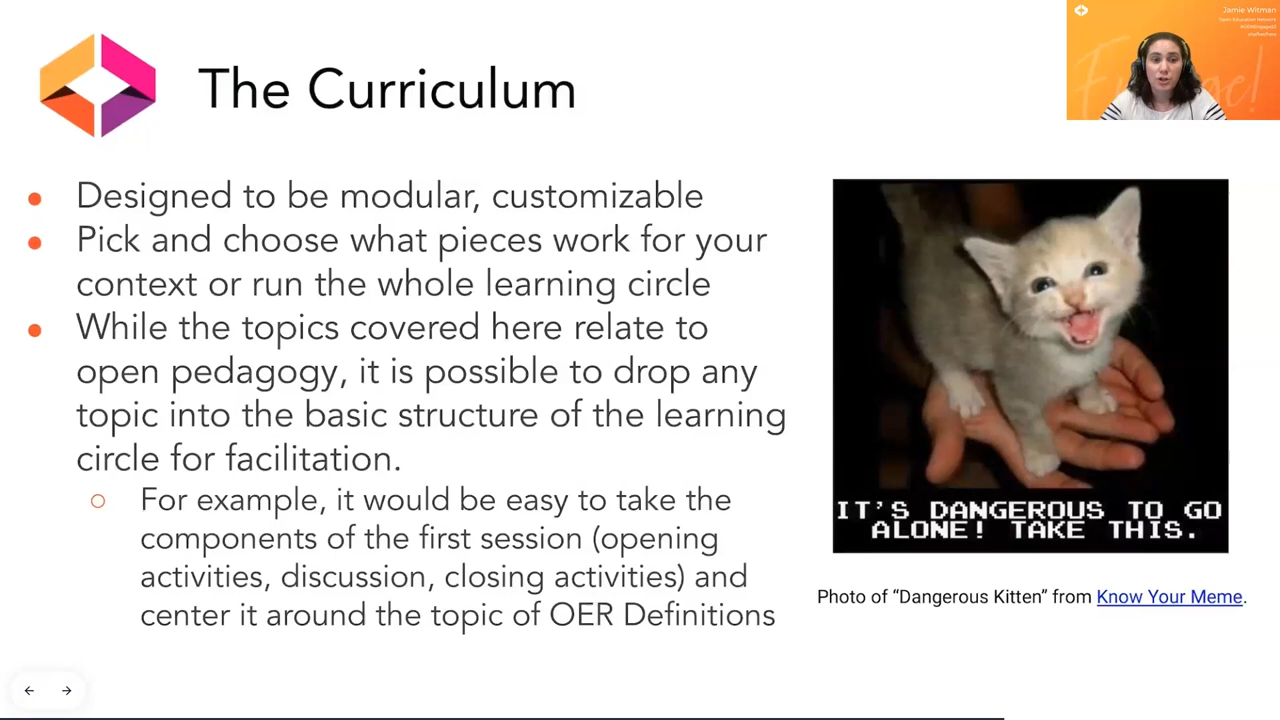 Jamie Witman
Open Education Network
The Curriculum
Designed to be modular, customizable
Pick and choose what pieces work for your
context or run the whole learning circle
While the topics covered here relate to
open pedagogy, it is possible to drop any
topic into the basic structure of the learning
circle for facilitation.
For example, it would be easy to take the
components of the first session (opening
activities, discussion, closing activities) and
center it around the topic of OER Definitions
IT'S DANGEROUS TO GO
ALONE! TAKE THIS.
Photo of “Dangerous Kitten” from Know Your Meme.